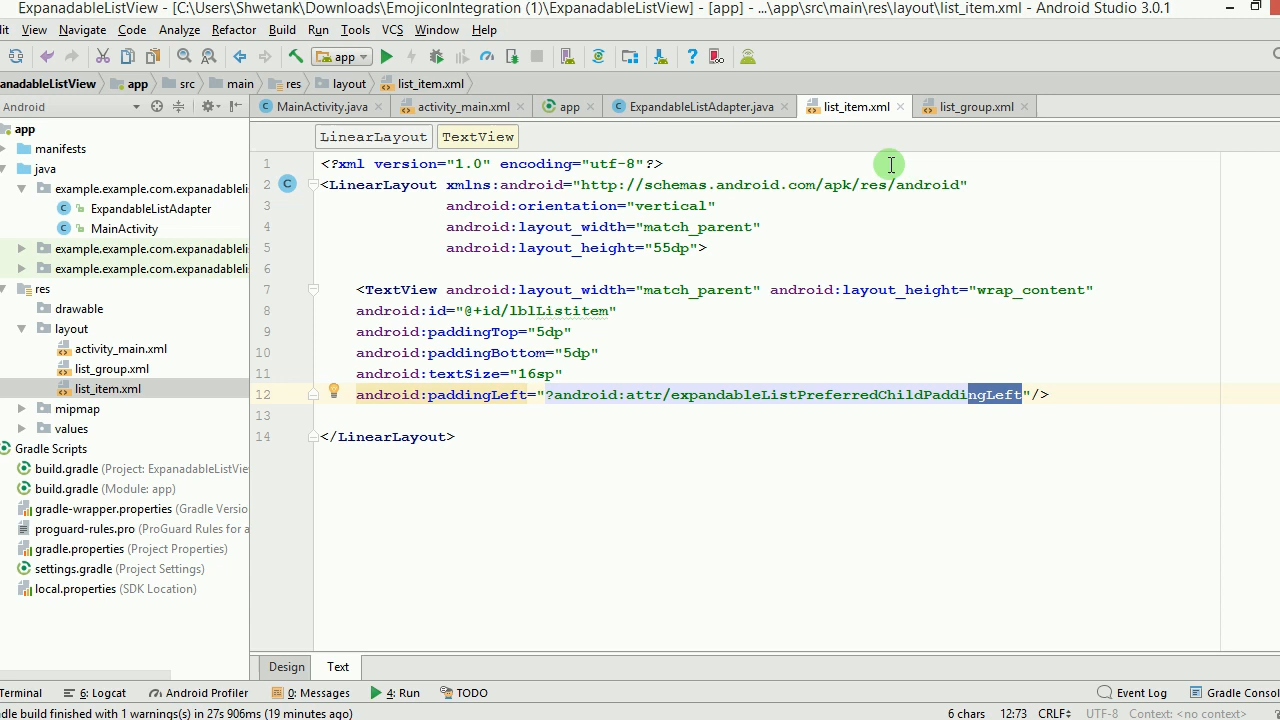 ExpanadableListView - [C:\Users\Shwetank\Downloads\EmojiconIntegration (1)\ExpanadableListView] - [app] - ...\app\src\main\res\layout\list_item.xml - Android Studio 3.0.1
it View Navigate Code Analyze Refactor Build Run Tools VCS Window Help
app
anadableListView app src main res layout list_item.xml
Android
MainActivity.java activity_main.xml app ExpandableListAdapter.java list_item.xml list_group.xml
LinearLayout TextView
app
manifests
java
example.example.com.expanadableli
ExpandableListAdapter
MainActivity
example.example.com.expanadableli
example.example.com.expanadableli
res
drawable
layout
activity_main.xml
list_group.xml
list_item.xml
mipmap
values
Gradle Scripts
build.gradle (Project: ExpanadableListVie
build.gradle (Module: app)
gradle-wrapper.properties (Gradle Versio
proguard-rules.pro (ProGuard Rules for a
gradle.properties (Project Properties)
settings.gradle (Project Settings)
local.properties (SDK Location)
1 <?xml version="1.0" encoding="utf-8"?>
2 <LinearLayout xmlns:android="http://schemas.android.com/apk/res/android"
3 android:orientation="vertical"
4 android:layout_width="match_parent"
5 android:layout_height="55dp">
6
7 <TextView android:layout_width="match_parent" android:layout_height="wrap_content"
8 android:id="@+id/lblListitem"
9 android:paddingTop="5dp"
10 android:paddingBottom="5dp"
11 android:textSize="16sp"
12 android:paddingLeft="?android:attr/expandableListPreferredChildPaddingLeft"/>
13
14 </LinearLayout>
Design Text
Terminal 6: Logcat Android Profiler 0: Messages 4: Run TODO Event Log Gradle Consol
dle build finished with 1 warning(s) in 27s 906ms (19 minutes ago) 6 chars 12:73 CRLF UTF-8 Context: <no context>